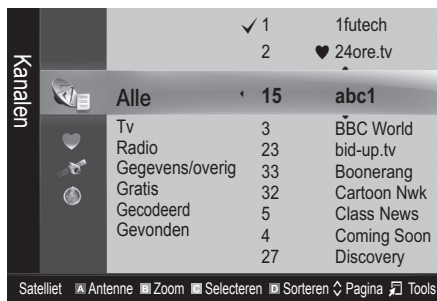 Kanalen
✓ 1 1futech
2 ♥ 24ore.tv
Alle 15 abc1
Tv 3 BBC World
Radio 23 bid-up.tv
Gegevens/overig 33 Boonerang
Gratis 32 Cartoon Nwk
Gecodeerd 5 Class News
Gevonden 4 Coming Soon
27 Discovery
Satelliet A Antenne B Zoom C Selecteren D Sorteren Pagina Tools